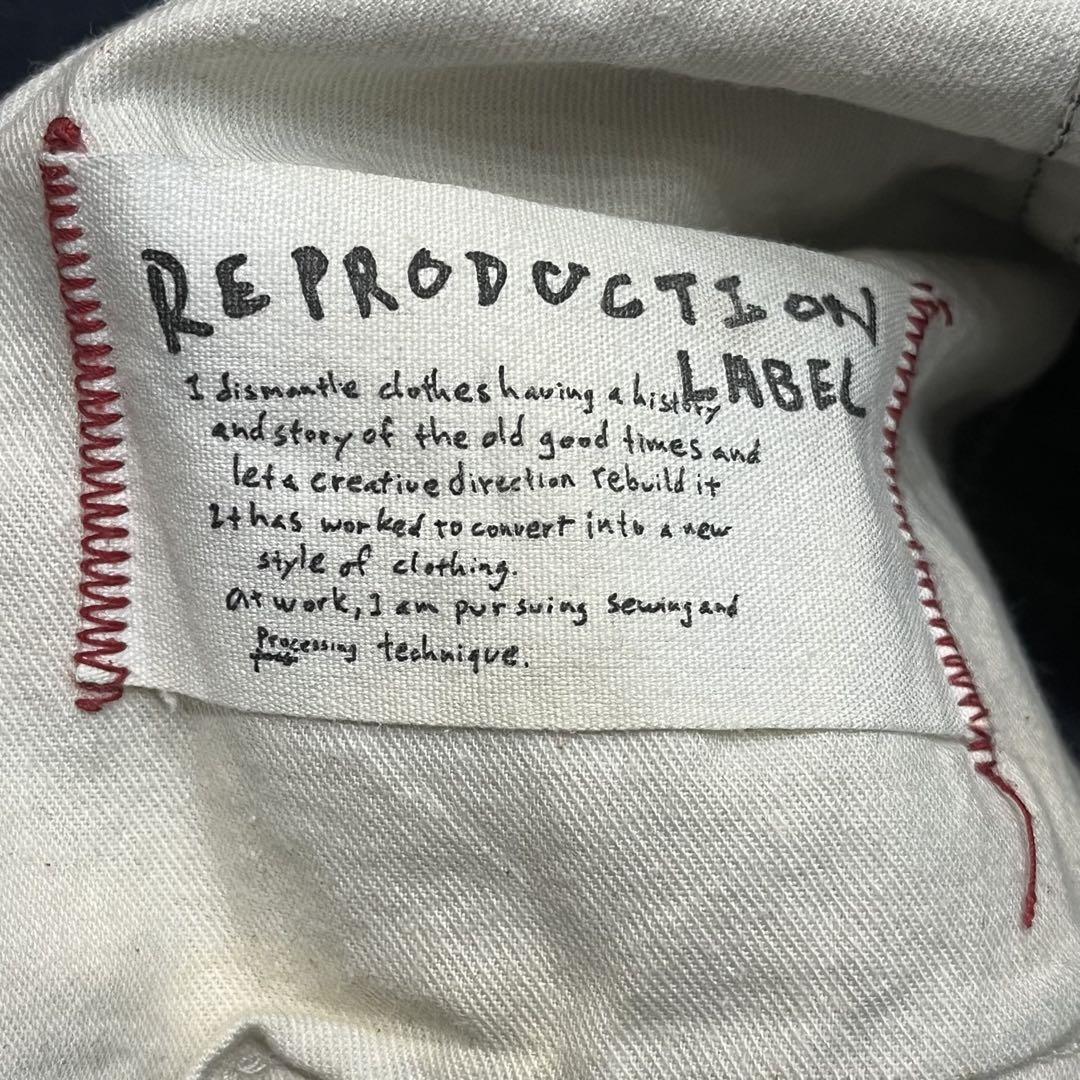 REPRODUCTION
LABEL
I dismantle clothes having a history
and story of the old good times and
let a creative direction rebuild it
It has worked to convert into a new
style of clothing.
At work, I am pursuing sewing and
Processing technique.